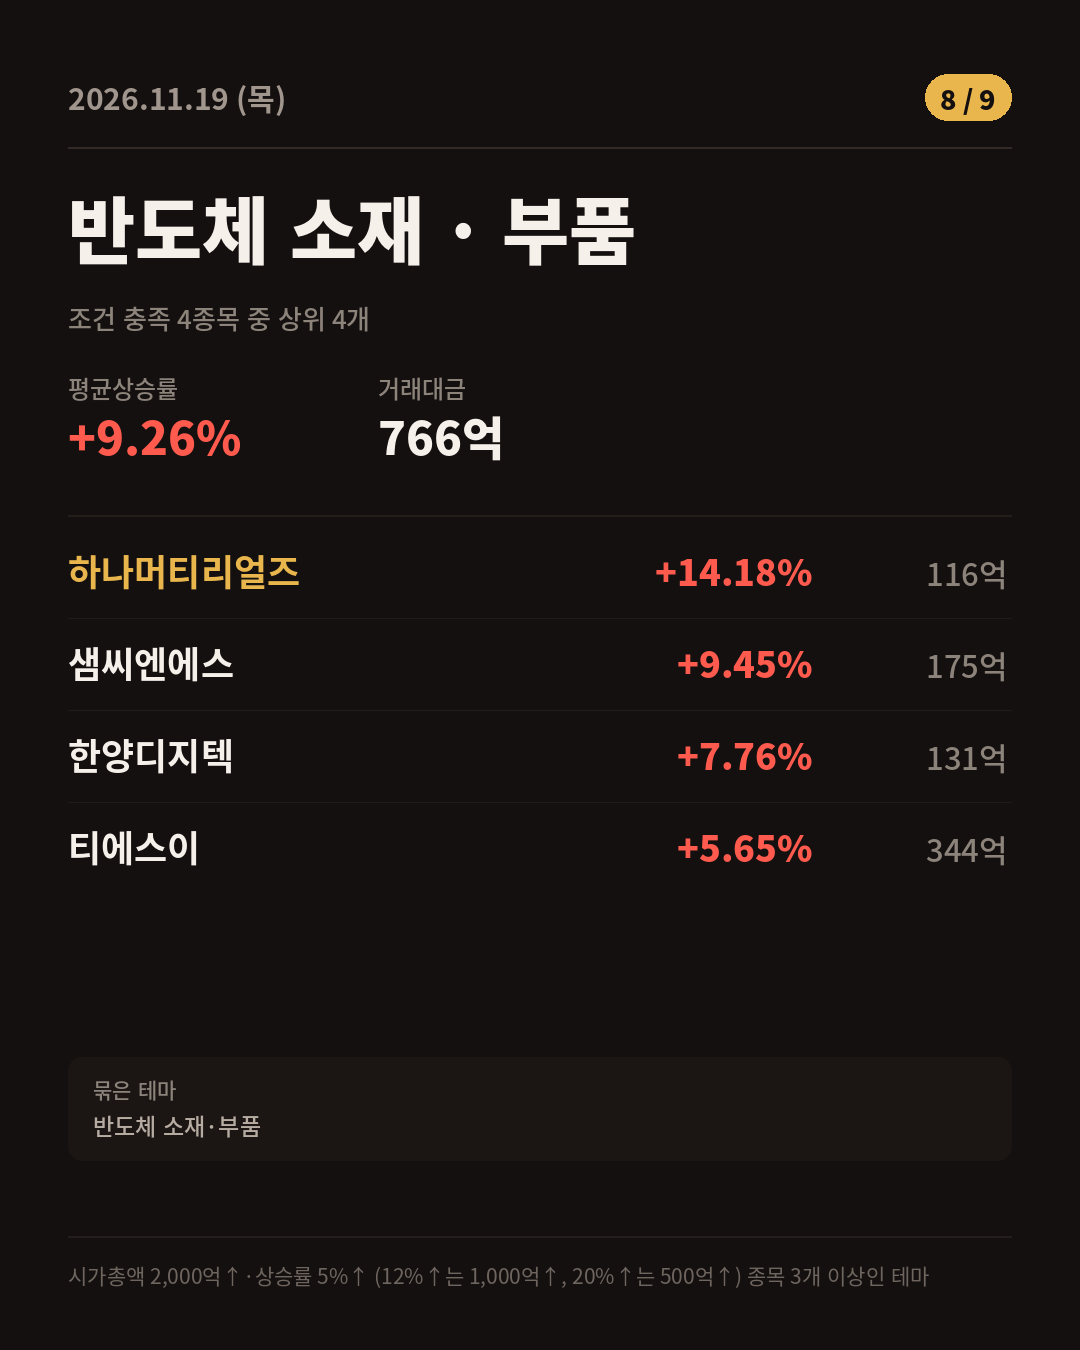 2026.11.19 (목)
8 / 9
반도체 소재 · 부품
조건 충족 4종목 중 상위 4개
평균상승률 거래대금
+9.26% 766억
하나머티리얼즈 +14.18% 116억
샘씨엔에스 +9.45% 175억
한양디지텍 +7.76% 131억
티에스이 +5.65% 344억
묶은 테마
반도체 소재·부품
시가총액 2,000억↑·상승률 5%↑ (12%↑는 1,000억↑, 20%↑는 500억↑) 종목 3개 이상인 테마